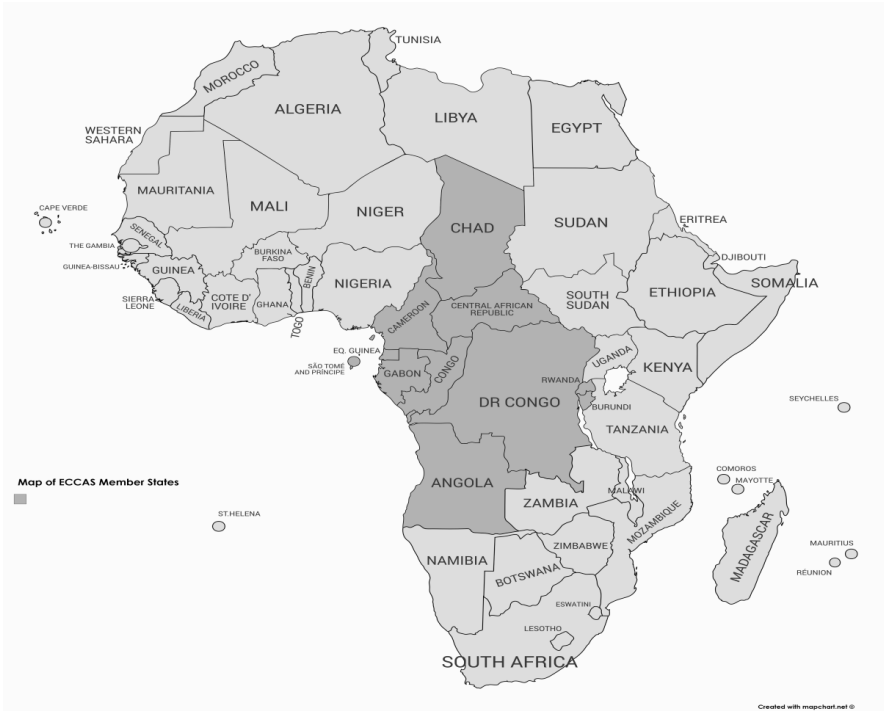 TUNISIA
MOROCCO
ALGERIA
LIBYA
EGYPT
WESTERN
SAHARA
MAURITANIA
MALI
NIGER
CHAD
SUDAN
ERITREA
CAPE VERDE
SENEGAL
THE GAMBIA
GUINEA-BISSAU
GUINEA
BURKINA
FASO
BENIN
NIGERIA
DJIBOUTI
SOMALIA
ETHIOPIA
SOUTH
SUDAN
SIERRA
LEONE
LIBERIA
COTE D'
IVOIRE
GHANA
TOGO
CAMEROON
CENTRAL AFRICAN
REPUBLIC
EQ. GUINEA
SÃO TOMÉ
AND PRÍNCIPE
GABON
CONGO
DR CONGO
UGANDA
KENYA
RWANDA
BURUNDI
TANZANIA
SEYCHELLES
COMOROS
MAYOTTE
Map of ECCAS Member States
ANGOLA
ZAMBIA
MALAWI
MOZAMBIQUE
MADAGASCAR
ST.HELENA
MAURITIUS
RÉUNION
NAMIBIA
BOTSWANA
ZIMBABWE
ESWATINI
LESOTHO
SOUTH AFRICA
Created with mapchart.net ©